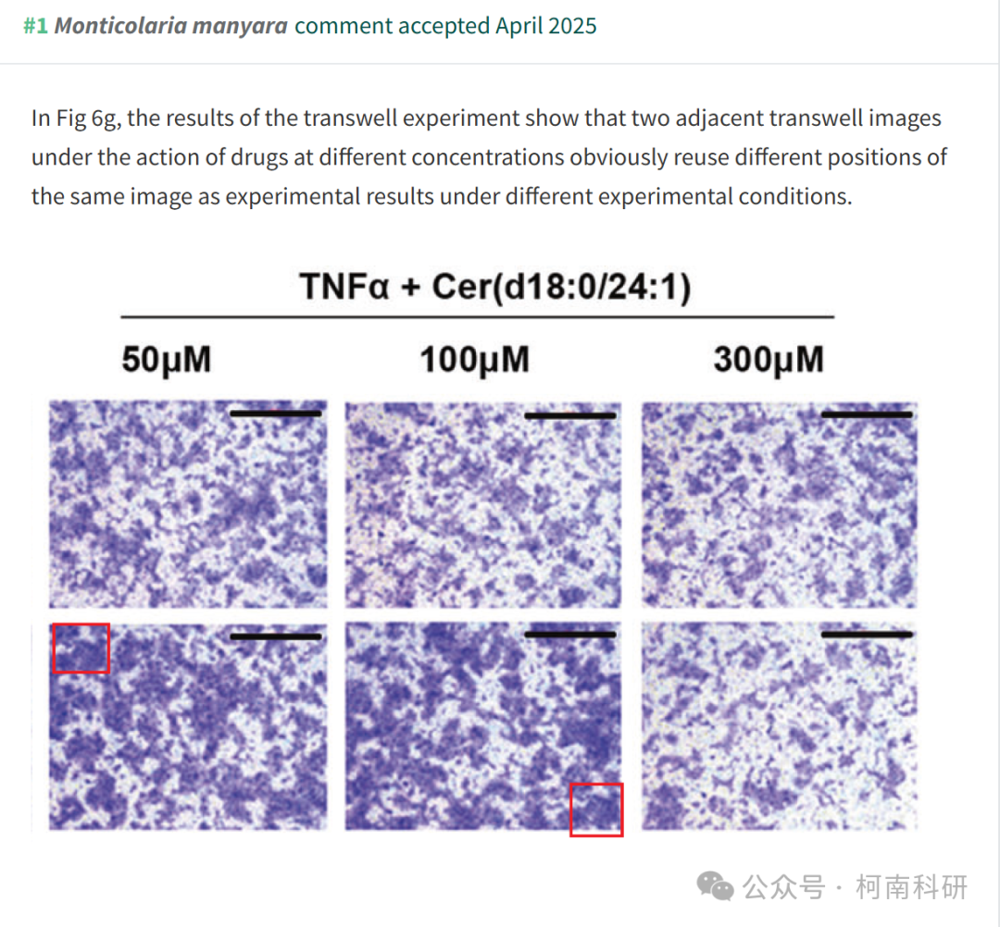 #1 Monticolaria manyara comment accepted April 2025
In Fig 6g, the results of the transwell experiment show that two adjacent transwell images
under the action of drugs at different concentrations obviously reuse different positions of
the same image as experimental results under different experimental conditions.
TNFα + Cer(d18:0/24:1)
50μM 100μM 300μM
公众号 · 柯南科研